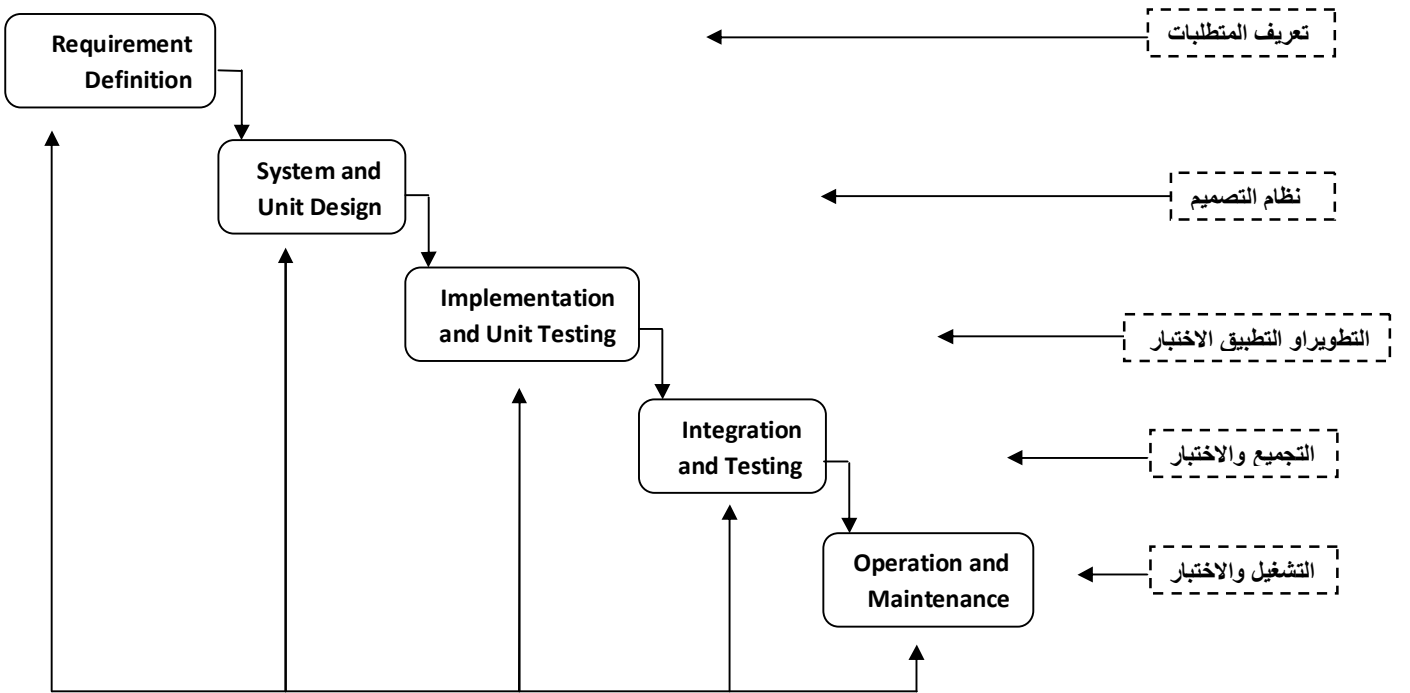 Requirement
Definition
تعريف المتطلبات
System and
Unit Design
نظام التصميم
Implementation
and Unit Testing
التطويراو التطبيق الاختبار
Integration
and Testing
التجميع والاختبار
Operation and
Maintenance
التشغيل والاختبار